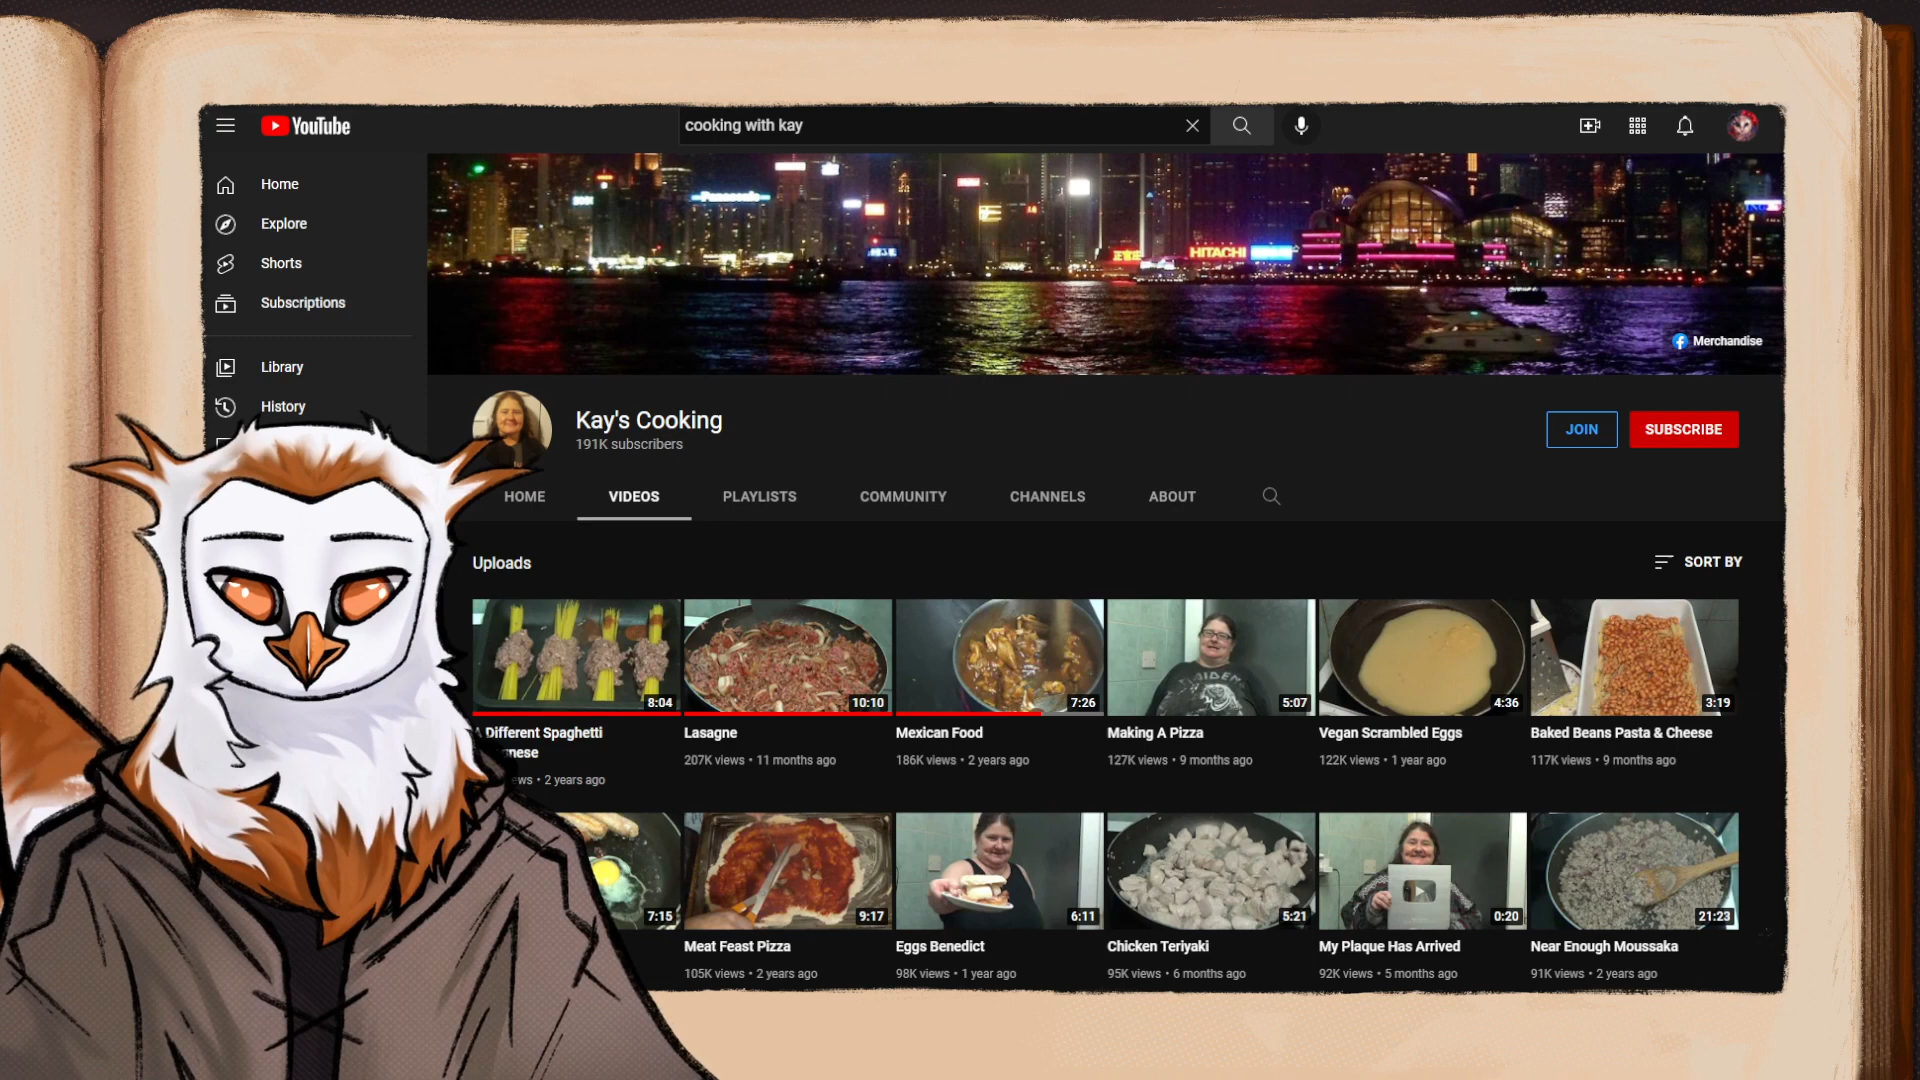 YouTube
cooking with kay
Home
Explore
Shorts
Subscriptions
Library
History
Panasonic
HITACHI
Merchandise
Kay's Cooking
191K subscribers
JOIN
SUBSCRIBE
HOME VIDEOS PLAYLISTS COMMUNITY CHANNELS ABOUT
Uploads
SORT BY
8:04 10:10 7:26 5:07 4:36 3:19
Different Spaghetti
Lasagne
207K views • 11 months ago
Mexican Food
186K views • 2 years ago
Making A Pizza
127K views • 9 months ago
Vegan Scrambled Eggs
122K views • 1 year ago
Baked Beans Pasta & Cheese
117K views • 9 months ago
• 2 years ago
7:15 9:17 6:11 5:21 0:20 21:23
Meat Feast Pizza
105K views • 2 years ago
Eggs Benedict
98K views • 1 year ago
Chicken Teriyaki
95K views • 6 months ago
My Plaque Has Arrived
92K views • 5 months ago
Near Enough Moussaka
91K views • 2 years ago